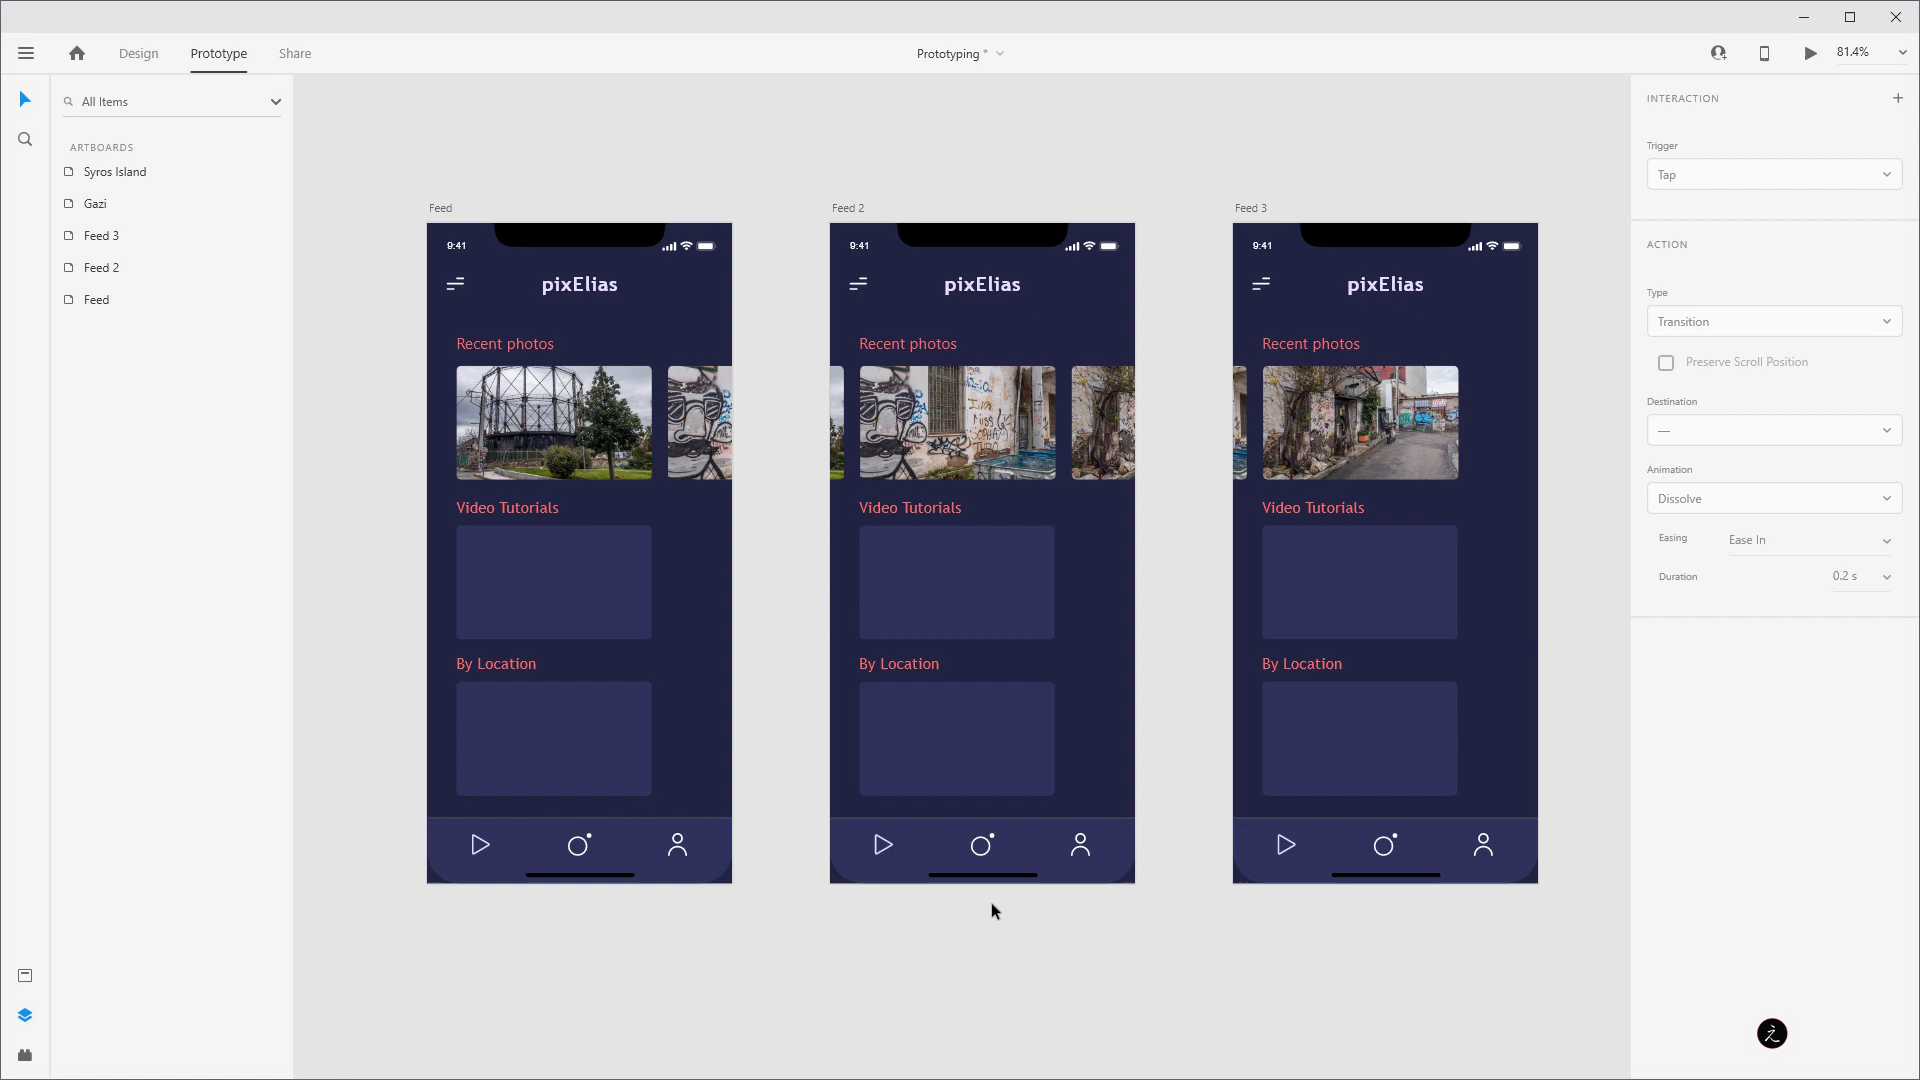 Design
Prototype
Share
Prototyping *
81.4%
All Items
ARTBOARDS
Syros Island
Gazi
Feed 3
Feed 2
Feed
Feed
9:41
pixElias
Recent photos
Video Tutorials
By Location
Feed 2
9:41
pixElias
Recent photos
Video Tutorials
By Location
Feed 3
9:41
pixElias
Recent photos
Video Tutorials
By Location
INTERACTION
Trigger
Tap
ACTION
Type
Transition
Preserve Scroll Position
Destination
—
Animation
Dissolve
Easing
Ease In
Duration
0.2 s
え